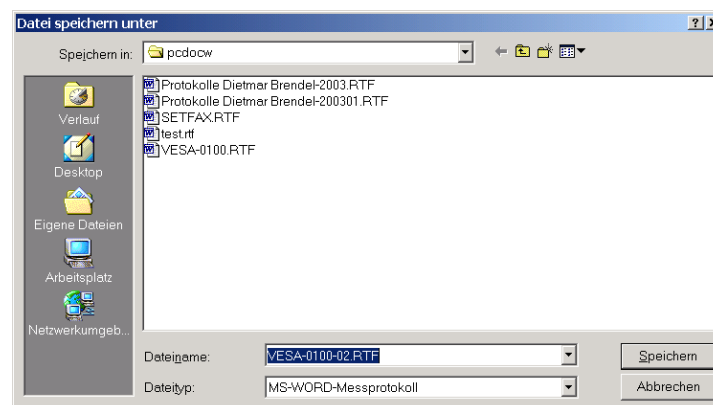 Datei speichern unter
Speichern in:
pcdocw
Verlauf
Desktop
Eigene Dateien
Arbeitsplatz
Netzwerkumgeb...
Protokolle Dietmar Brendel-2003.RTF
Protokolle Dietmar Brendel-200301.RTF
SETFAX.RTF
test.rtf
VESA-0100.RTF
Dateiname:
VESA-0100-02.RTF
Speichern
Dateityp:
MS-WORD-Messprotokoll
Abbrechen